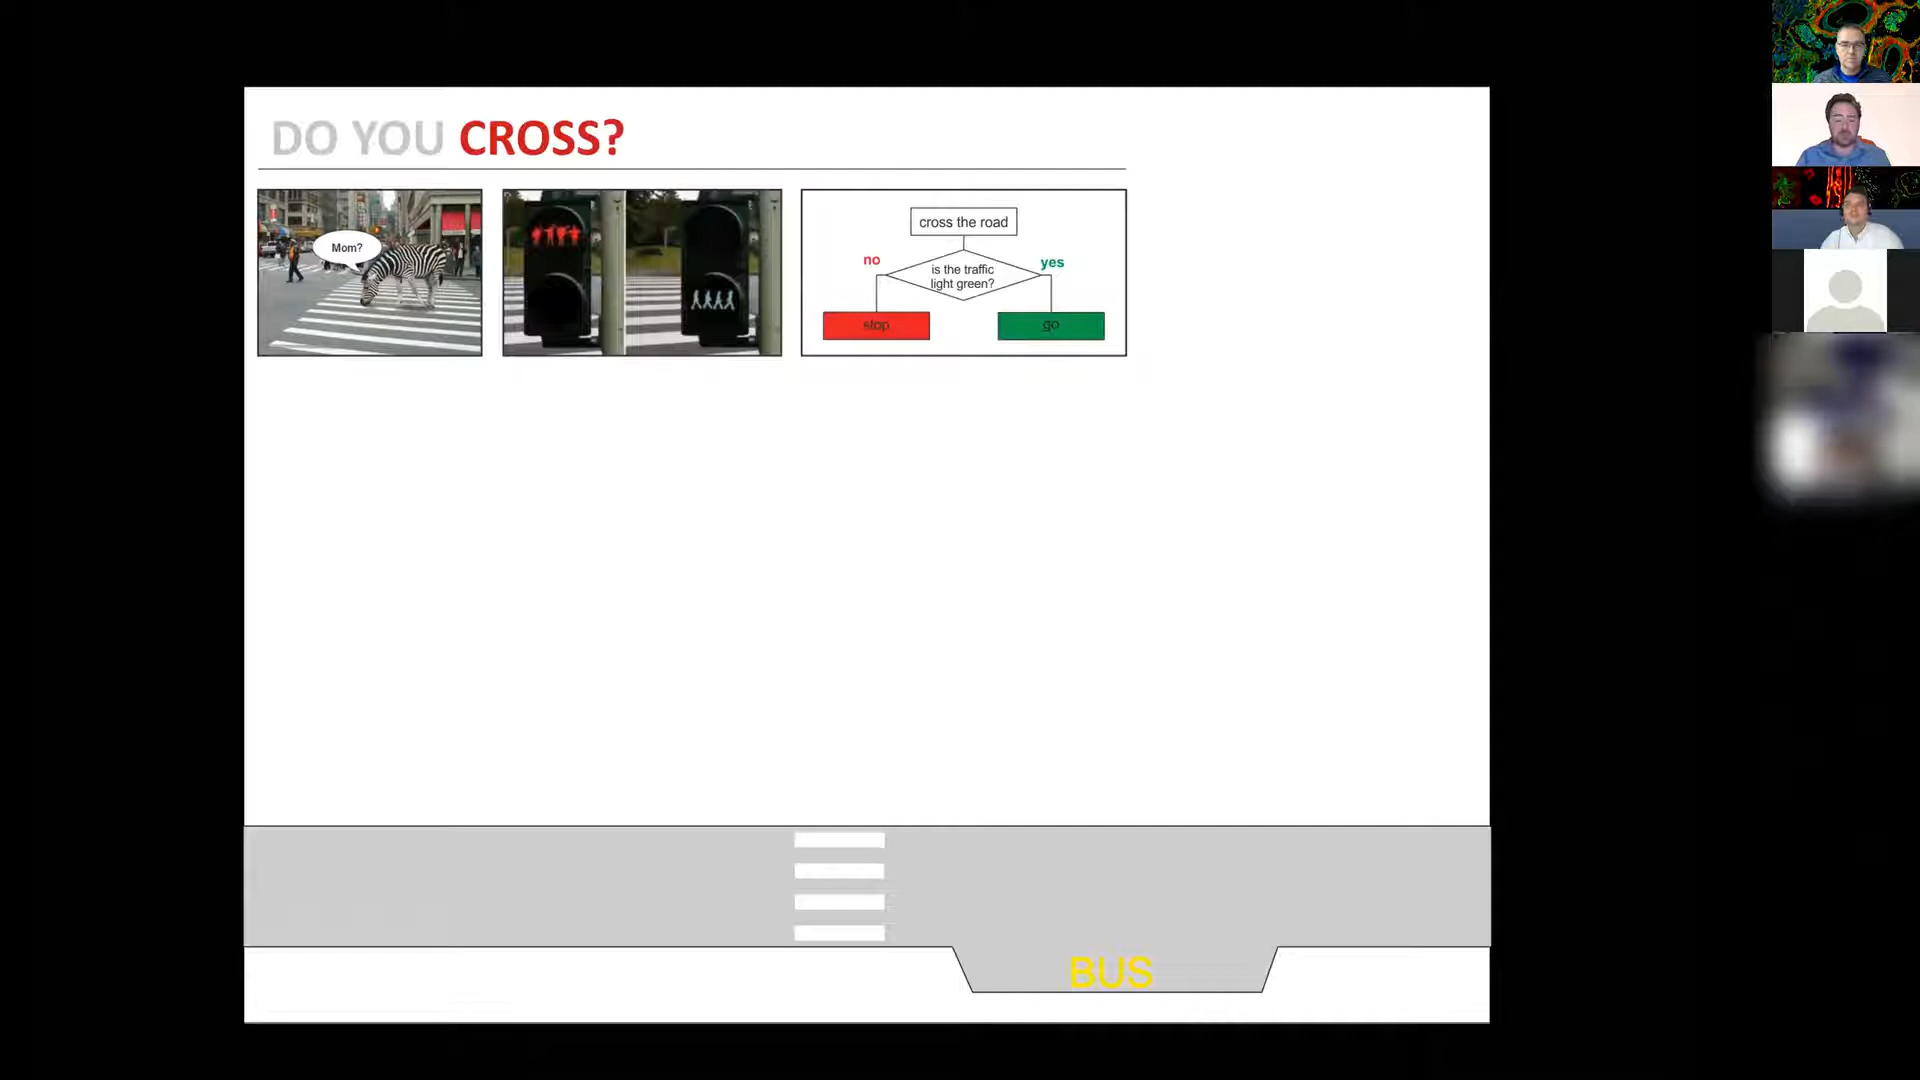 DO YOU CROSS?
Mom?
cross the road
no
is the traffic
light green?
yes
stop
go
BUS